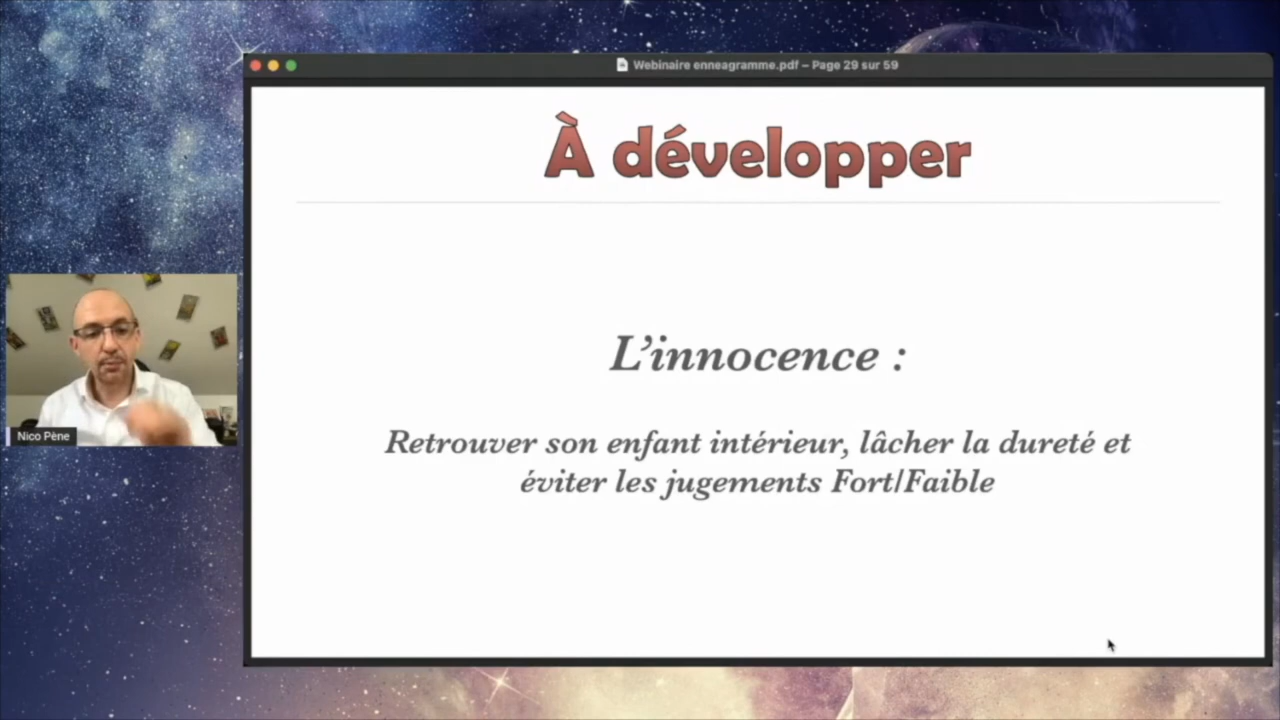 Webinaire enneagramme.pdf – Page 29 sur 59
À développer
L’innocence :
Retrouver son enfant intérieur, lâcher la dureté et
éviter les jugements Fort/Faible
Nico Pène